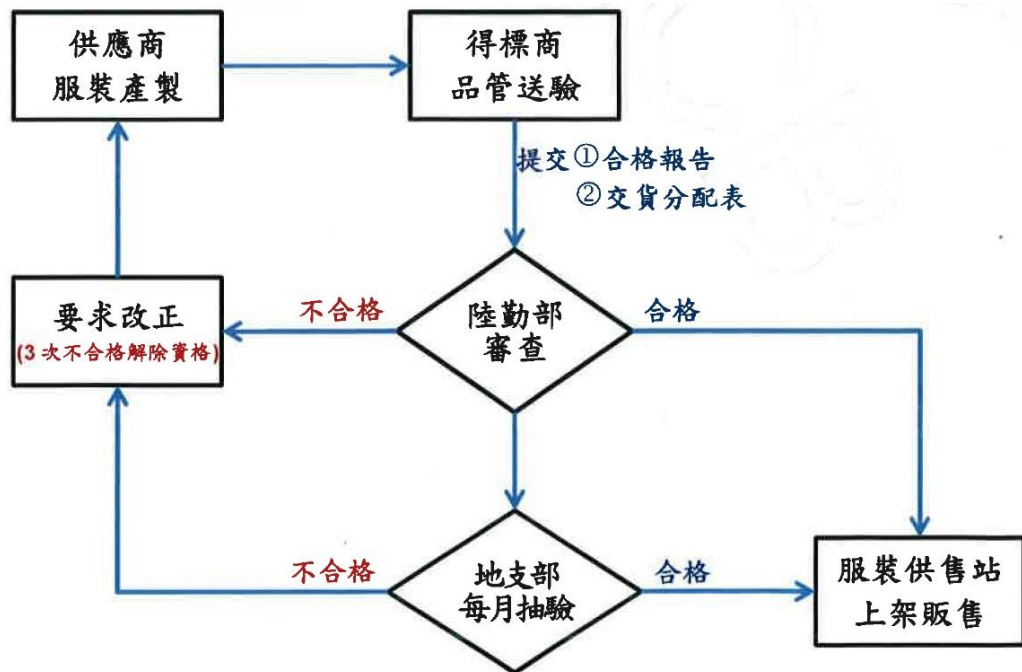 供應商
服裝產製
得標商
品管送驗
提交①合格報告
②交貨分配表
要求改正
(3次不合格解除資格)
不合格
陸勤部
審查
合格
不合格
地支部
每月抽驗
合格
服裝供售站
上架販售